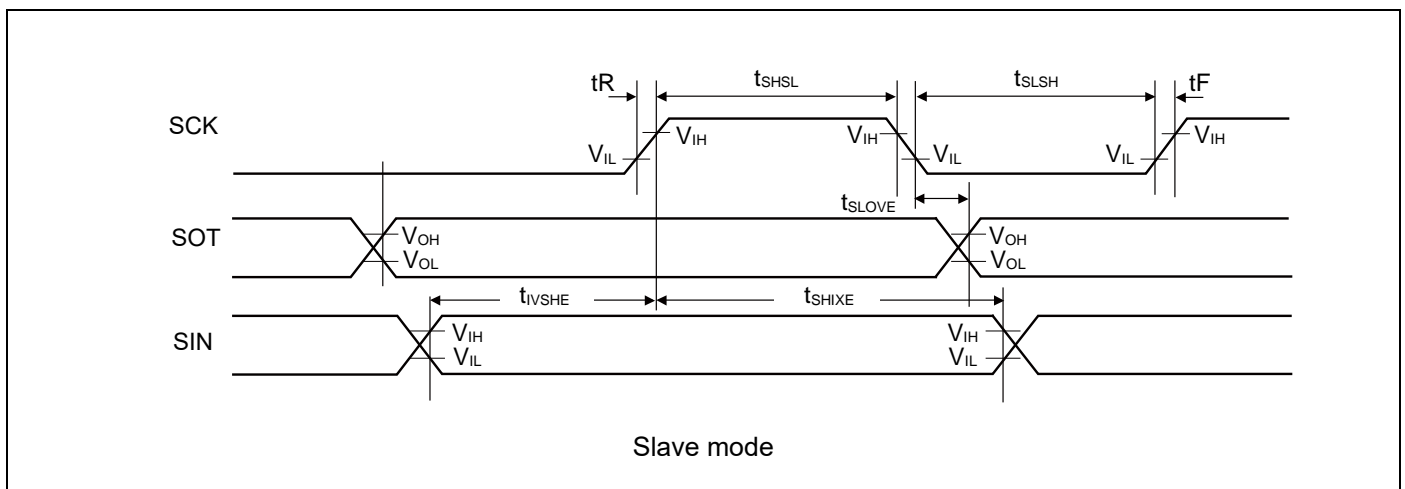 tR tSHSL tSLSH tF
SCK VIH VIH VIH
VIL VIL VIL
tSLOVE
SOT VOH VOH
VOL VOL
tIVSHE tSHIXE
SIN VIH VIH
VIL VIL
Slave mode